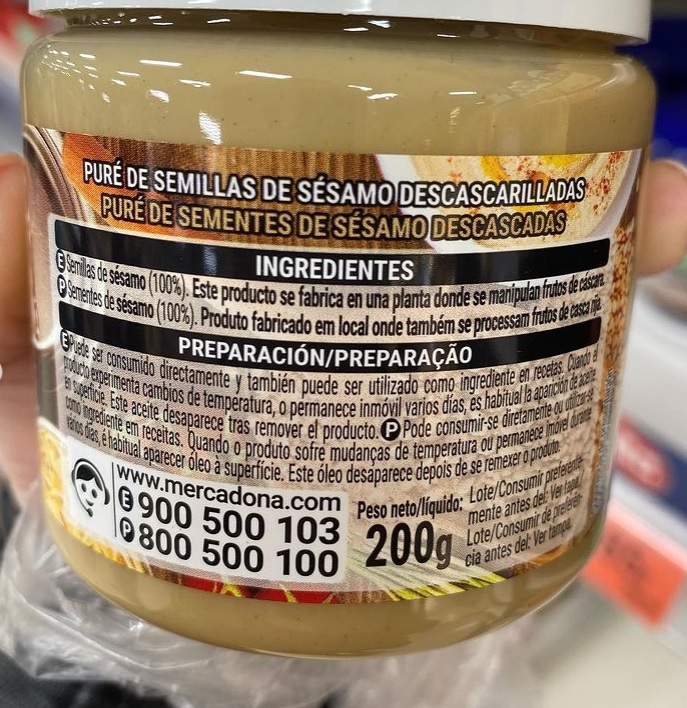 PURÉ DE SEMILLAS DE SÉSAMO DESCASCARILLADAS
PURÉ DE SEMENTES DE SÉSAMO DESCASCADAS
INGREDIENTES
E Semillas de sésamo (100%). Este producto se fabrica en una planta donde se manipulan frutos de cáscara.
P Sementes de sésamo (100%). Produto fabricado em local onde também se processam frutos de casca rija.
PREPARACIÓN/PREPARAÇÃO
E Puede ser consumido directamente y también puede ser utilizado como ingrediente en recetas. Cuando el
producto experimenta cambios de temperatura, o permanece inmóvil varios días, es habitual la aparición de aceite
en superficie. Este aceite desaparece tras remover el producto. P Pode consumir-se diretamente ou utilizar-se
como ingrediente em receitas. Quando o produto sofre mudanças de temperatura ou permanece imóvel durante
vários dias, é habitual aparecer óleo à superfície. Este óleo desaparece depois de se remexer o produto.
www.mercadona.com
E 900 500 103
P 800 500 100
Peso neto/líquido:
200g
Lote/Consumir preferente-
mente antes del: Ver tapa/
Lote/Consumir de preferên-
cia antes del: Ver tampa.